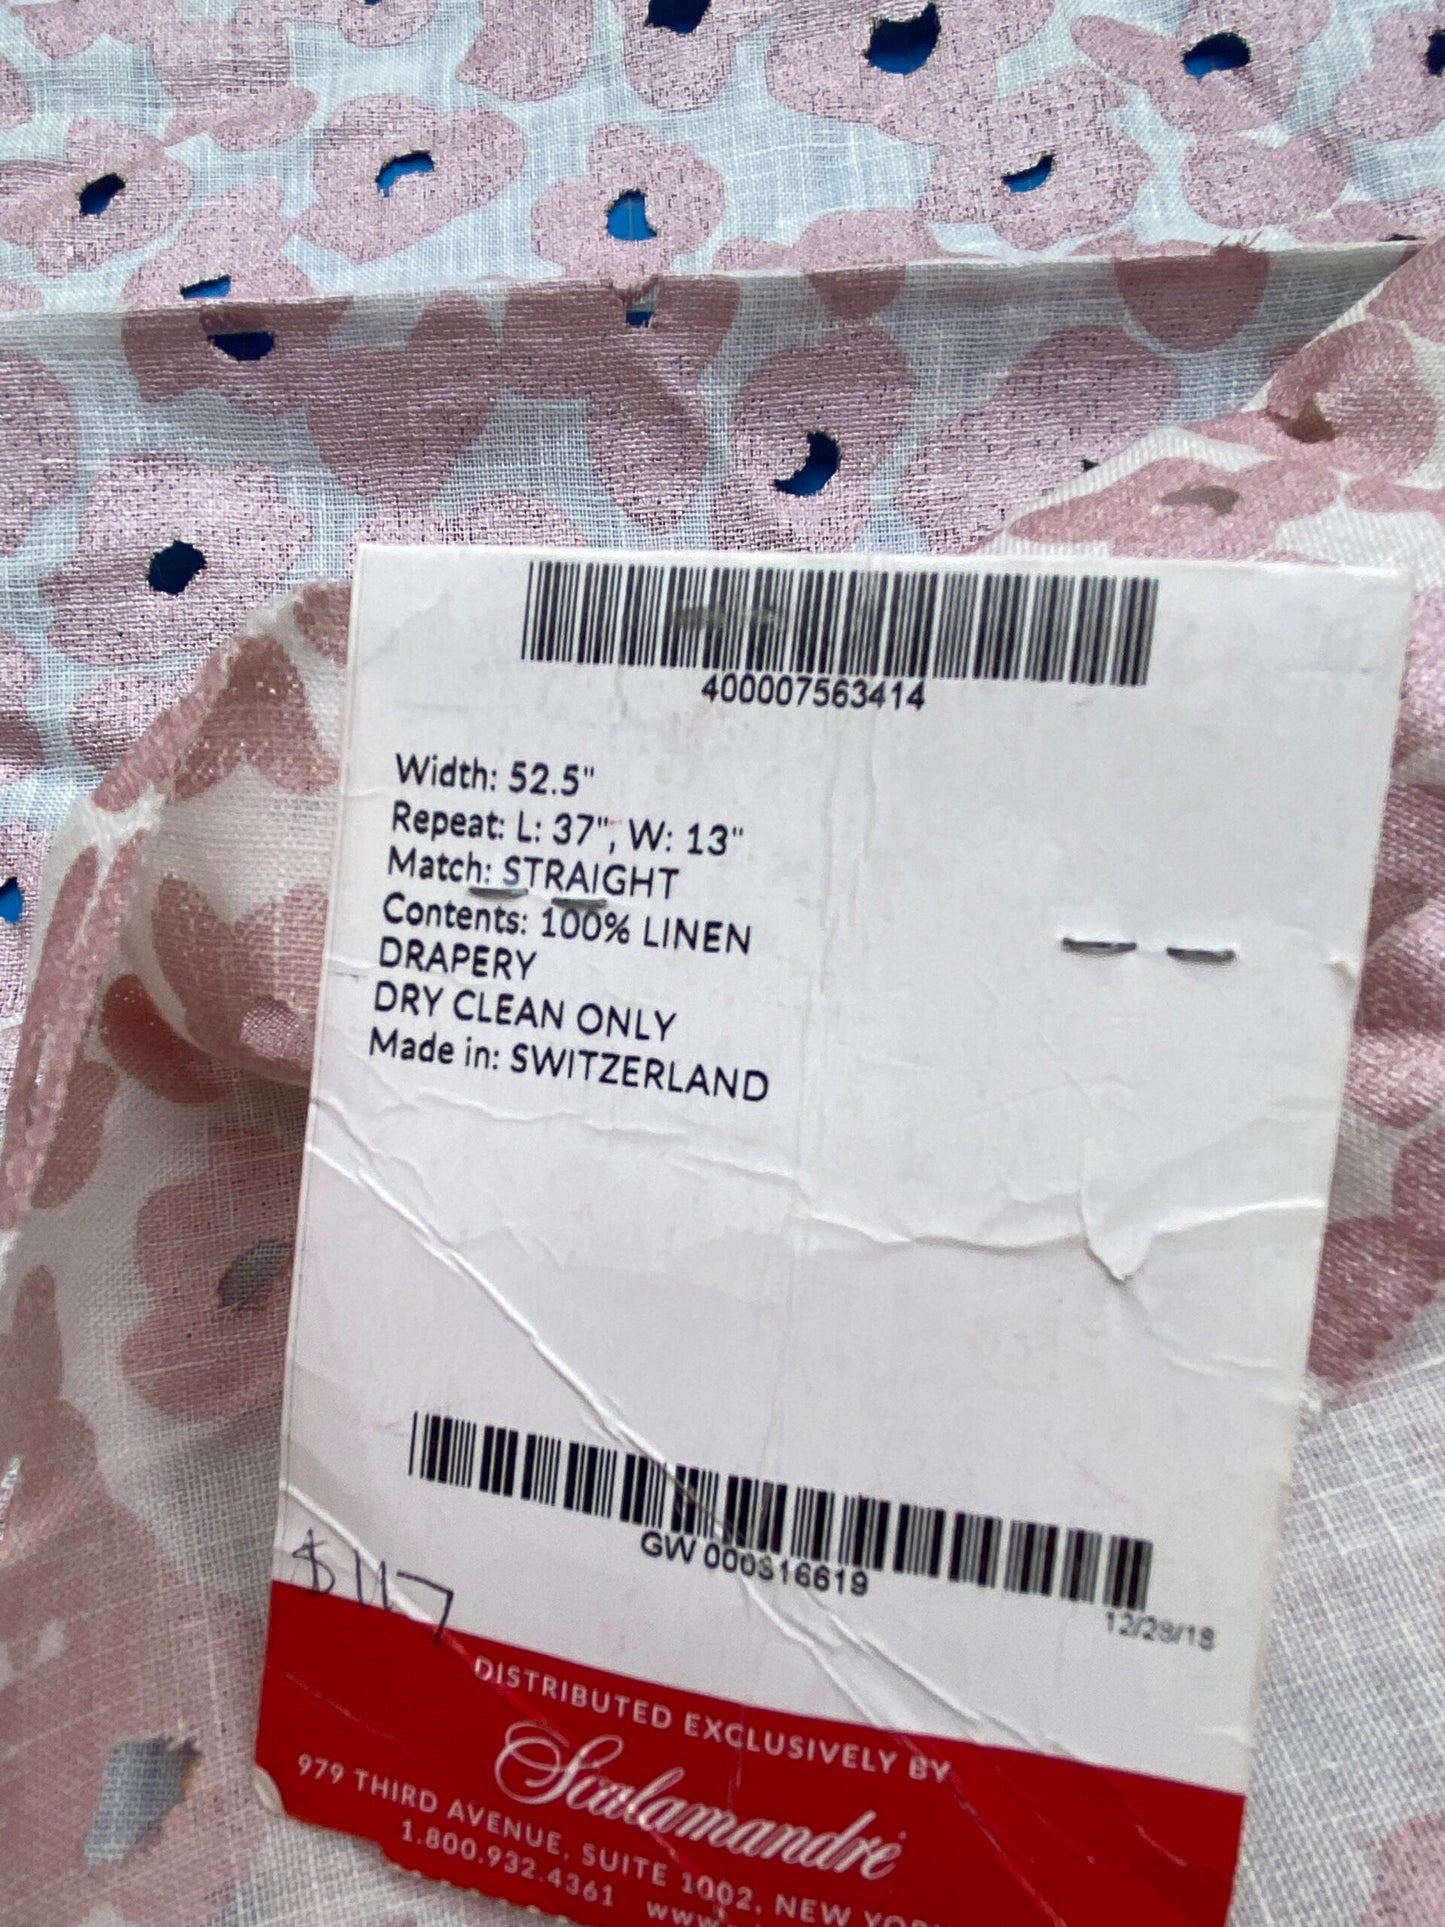 400007563414
Width: 52.5"
Repeat: L: 37", W: 13"
Match: STRAIGHT
Contents: 100% LINEN
DRAPERY
DRY CLEAN ONLY
Made in: SWITZERLAND
GW 000S16619
12/28/18
$117
DISTRIBUTED EXCLUSIVELY BY
Scalamandré
979 THIRD AVENUE, SUITE 1002, NEW
1.800.932.4361 www